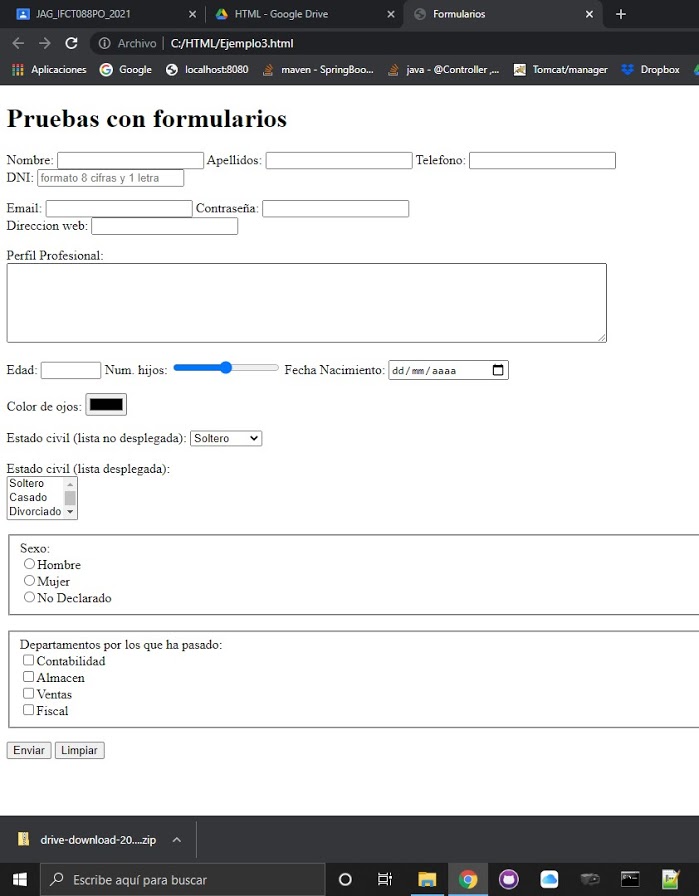 JAG_IFCT088PO_2021
HTML - Google Drive
Formularios
Archivo C:/HTML/Ejemplo3.html
Aplicaciones Google localhost:8080 maven - SpringBoo... java - @Controller ,... Tomcat/manager Dropbox
Pruebas con formularios
Nombre: Apellidos: Telefono:
DNI: formato 8 cifras y 1 letra
Email: Contraseña:
Direccion web:
Perfil Profesional:
Edad: Num. hijos: Fecha Nacimiento: dd/mm/aaaa
Color de ojos:
Estado civil (lista no desplegada): Soltero
Estado civil (lista desplegada):
Soltero
Casado
Divorciado
Sexo:
Hombre
Mujer
No Declarado
Departamentos por los que ha pasado:
Contabilidad
Almacen
Ventas
Fiscal
Enviar Limpiar
drive-download-20....zip
Escribe aquí para buscar